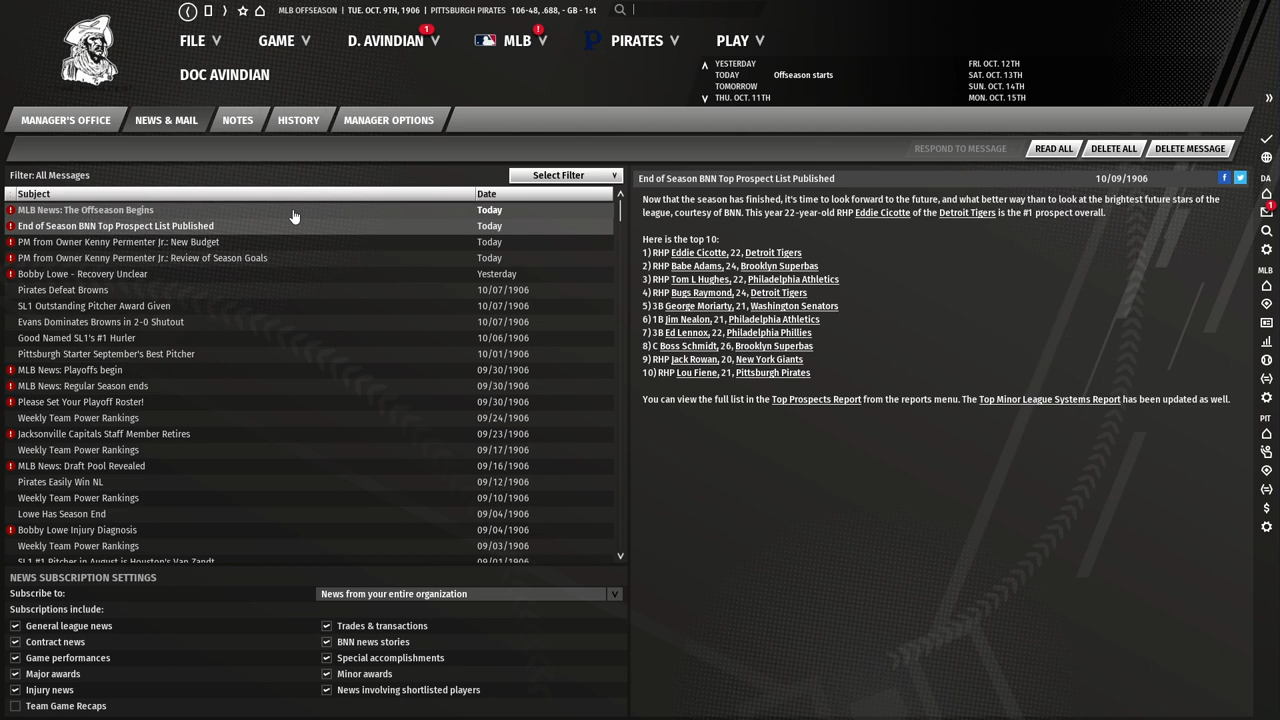 MLB OFFSEASON | TUE. OCT. 9TH, 1906 | PITTSBURGH PIRATES 106-48, .688, - GB - 1st
FILE GAME D. AVINDIAN 1 MLB ! PIRATES PLAY
DOC AVINDIAN
YESTERDAY FRI. OCT. 12TH
TODAY Offseason starts SAT. OCT. 13TH
TOMORROW SUN. OCT. 14TH
THU. OCT. 11TH MON. OCT. 15TH
MANAGER'S OFFICE NEWS & MAIL NOTES HISTORY MANAGER OPTIONS
RESPOND TO MESSAGE READ ALL DELETE ALL DELETE MESSAGE
Filter: All Messages Select Filter
Subject Date
MLB News: The Offseason Begins Today
End of Season BNN Top Prospect List Published Today
PM from Owner Kenny Permenter Jr.: New Budget Today
PM from Owner Kenny Permenter Jr.: Review of Season Goals Today
Bobby Lowe - Recovery Unclear Yesterday
Pirates Defeat Browns 10/07/1906
SL1 Outstanding Pitcher Award Given 10/07/1906
Evans Dominates Browns in 2-0 Shutout 10/07/1906
Good Named SL1's #1 Hurler 10/06/1906
Pittsburgh Starter September's Best Pitcher 10/01/1906
MLB News: Playoffs begin 09/30/1906
MLB News: Regular Season ends 09/30/1906
Please Set Your Playoff Roster! 09/30/1906
Weekly Team Power Rankings 09/24/1906
Jacksonville Capitals Staff Member Retires 09/23/1906
Weekly Team Power Rankings 09/17/1906
MLB News: Draft Pool Revealed 09/16/1906
Pirates Easily Win NL 09/12/1906
Weekly Team Power Rankings 09/10/1906
Lowe Has Season End 09/04/1906
Bobby Lowe Injury Diagnosis 09/04/1906
Weekly Team Power Rankings 09/03/1906
SL1 #1 Pitcher in August is Houston's Van Zandt 09/01/1906
NEWS SUBSCRIPTION SETTINGS
Subscribe to: News from your entire organization
Subscriptions include:
General league news Trades & transactions
Contract news BNN news stories
Game performances Special accomplishments
Major awards Minor awards
Injury news News involving shortlisted players
Team Game Recaps
End of Season BNN Top Prospect List Published 10/09/1906
Now that the season has finished, it's time to look forward to the future, and what better way than to look at the brightest future stars of the
league, courtesy of BNN. This year 22-year-old RHP Eddie Cicotte of the Detroit Tigers is the #1 prospect overall.
Here is the top 10:
1) RHP Eddie Cicotte, 22, Detroit Tigers
2) RHP Babe Adams, 24, Brooklyn Superbas
3) RHP Tom L Hughes, 22, Philadelphia Athletics
4) RHP Bugs Raymond, 24, Detroit Tigers
5) 3B George Moriarty, 21, Washington Senators
6) 1B Jim Nealon, 21, Philadelphia Athletics
7) 3B Ed Lennox, 22, Philadelphia Phillies
8) C Boss Schmidt, 26, Brooklyn Superbas
9) RHP Jack Rowan, 20, New York Giants
10) RHP Lou Fiene, 21, Pittsburgh Pirates
You can view the full list in the Top Prospects Report from the reports menu. The Top Minor League Systems Report has been updated as well.
DA
1
MLB
PIT